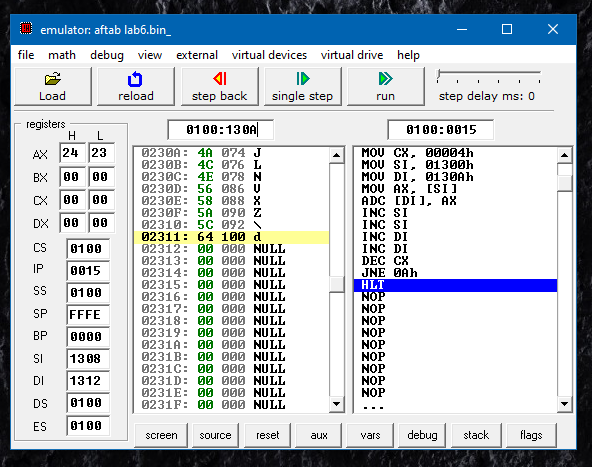 emulator: aftab lab6.bin_
file math debug view external virtual devices virtual drive help
Load reload step back single step run step delay ms: 0
registers
H L
AX 24 23
BX 00 00
CX 00 00
DX 00 00
CS 0100
IP 0015
SS 0100
SP FFFE
BP 0000
SI 1308
DI 1312
DS 0100
ES 0100
0100:130A
0230A: 4A 074 J
0230B: 4C 076 L
0230C: 4E 078 N
0230D: 56 086 V
0230E: 58 088 X
0230F: 5A 090 Z
02310: 5C 092 \
02311: 64 100 d
02312: 00 000 NULL
02313: 00 000 NULL
02314: 00 000 NULL
02315: 00 000 NULL
02316: 00 000 NULL
02317: 00 000 NULL
02318: 00 000 NULL
02319: 00 000 NULL
0231A: 00 000 NULL
0231B: 00 000 NULL
0231C: 00 000 NULL
0231D: 00 000 NULL
0231E: 00 000 NULL
0231F: 00 000 NULL
0100:0015
MOV CX, 00004h
MOV SI, 01300h
MOV DI, 0130Ah
MOV AX, [SI]
ADC [DI], AX
INC SI
INC SI
INC DI
INC DI
DEC CX
JNE 0Ah
HLT
NOP
NOP
NOP
NOP
NOP
NOP
NOP
NOP
NOP
...
screen source reset aux vars debug stack flags